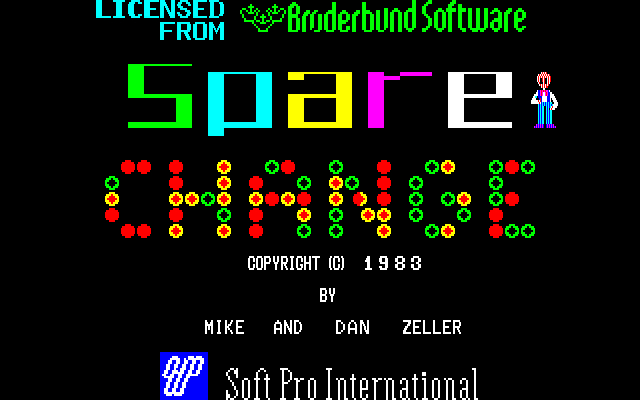 LICENSED
FROM
Brøderbund Software
Spare
CHANGE
COPYRIGHT (C) 1983
BY
MIKE AND DAN ZELLER
Soft Pro International